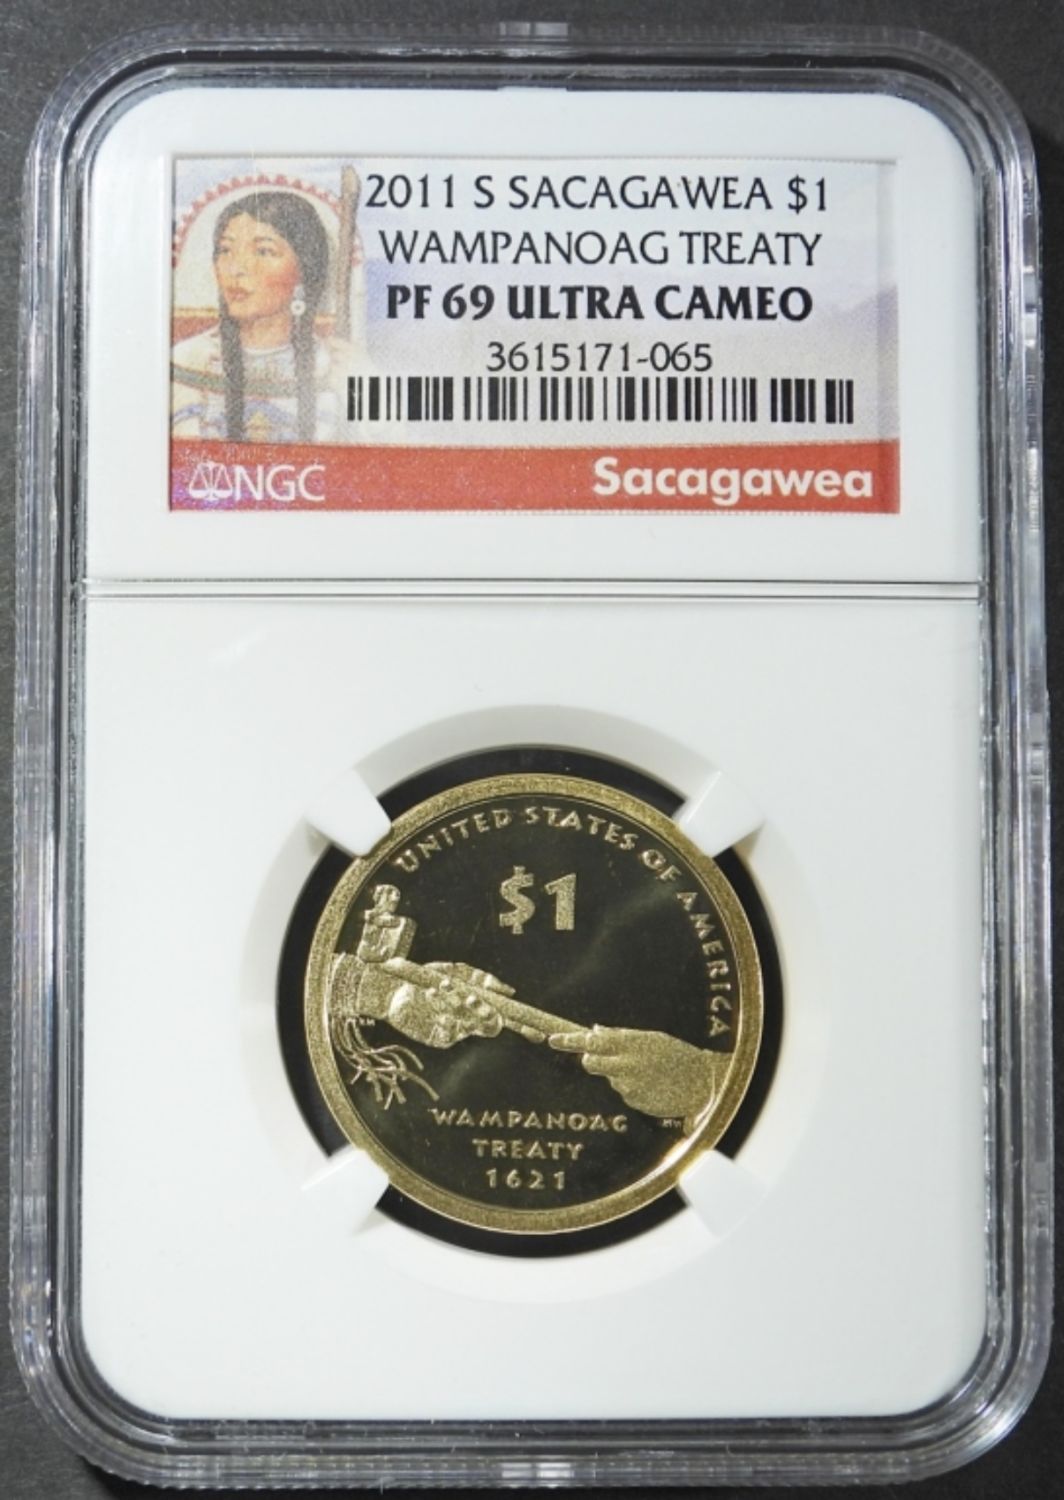 2011 S SACAGAWEA $1
WAMPANOAG TREATY
PF 69 ULTRA CAMEO
3615171-065
NGC
Sacagawea
UNITED STATES OF AMERICA
$1
WAMPANOAG
TREATY
1621